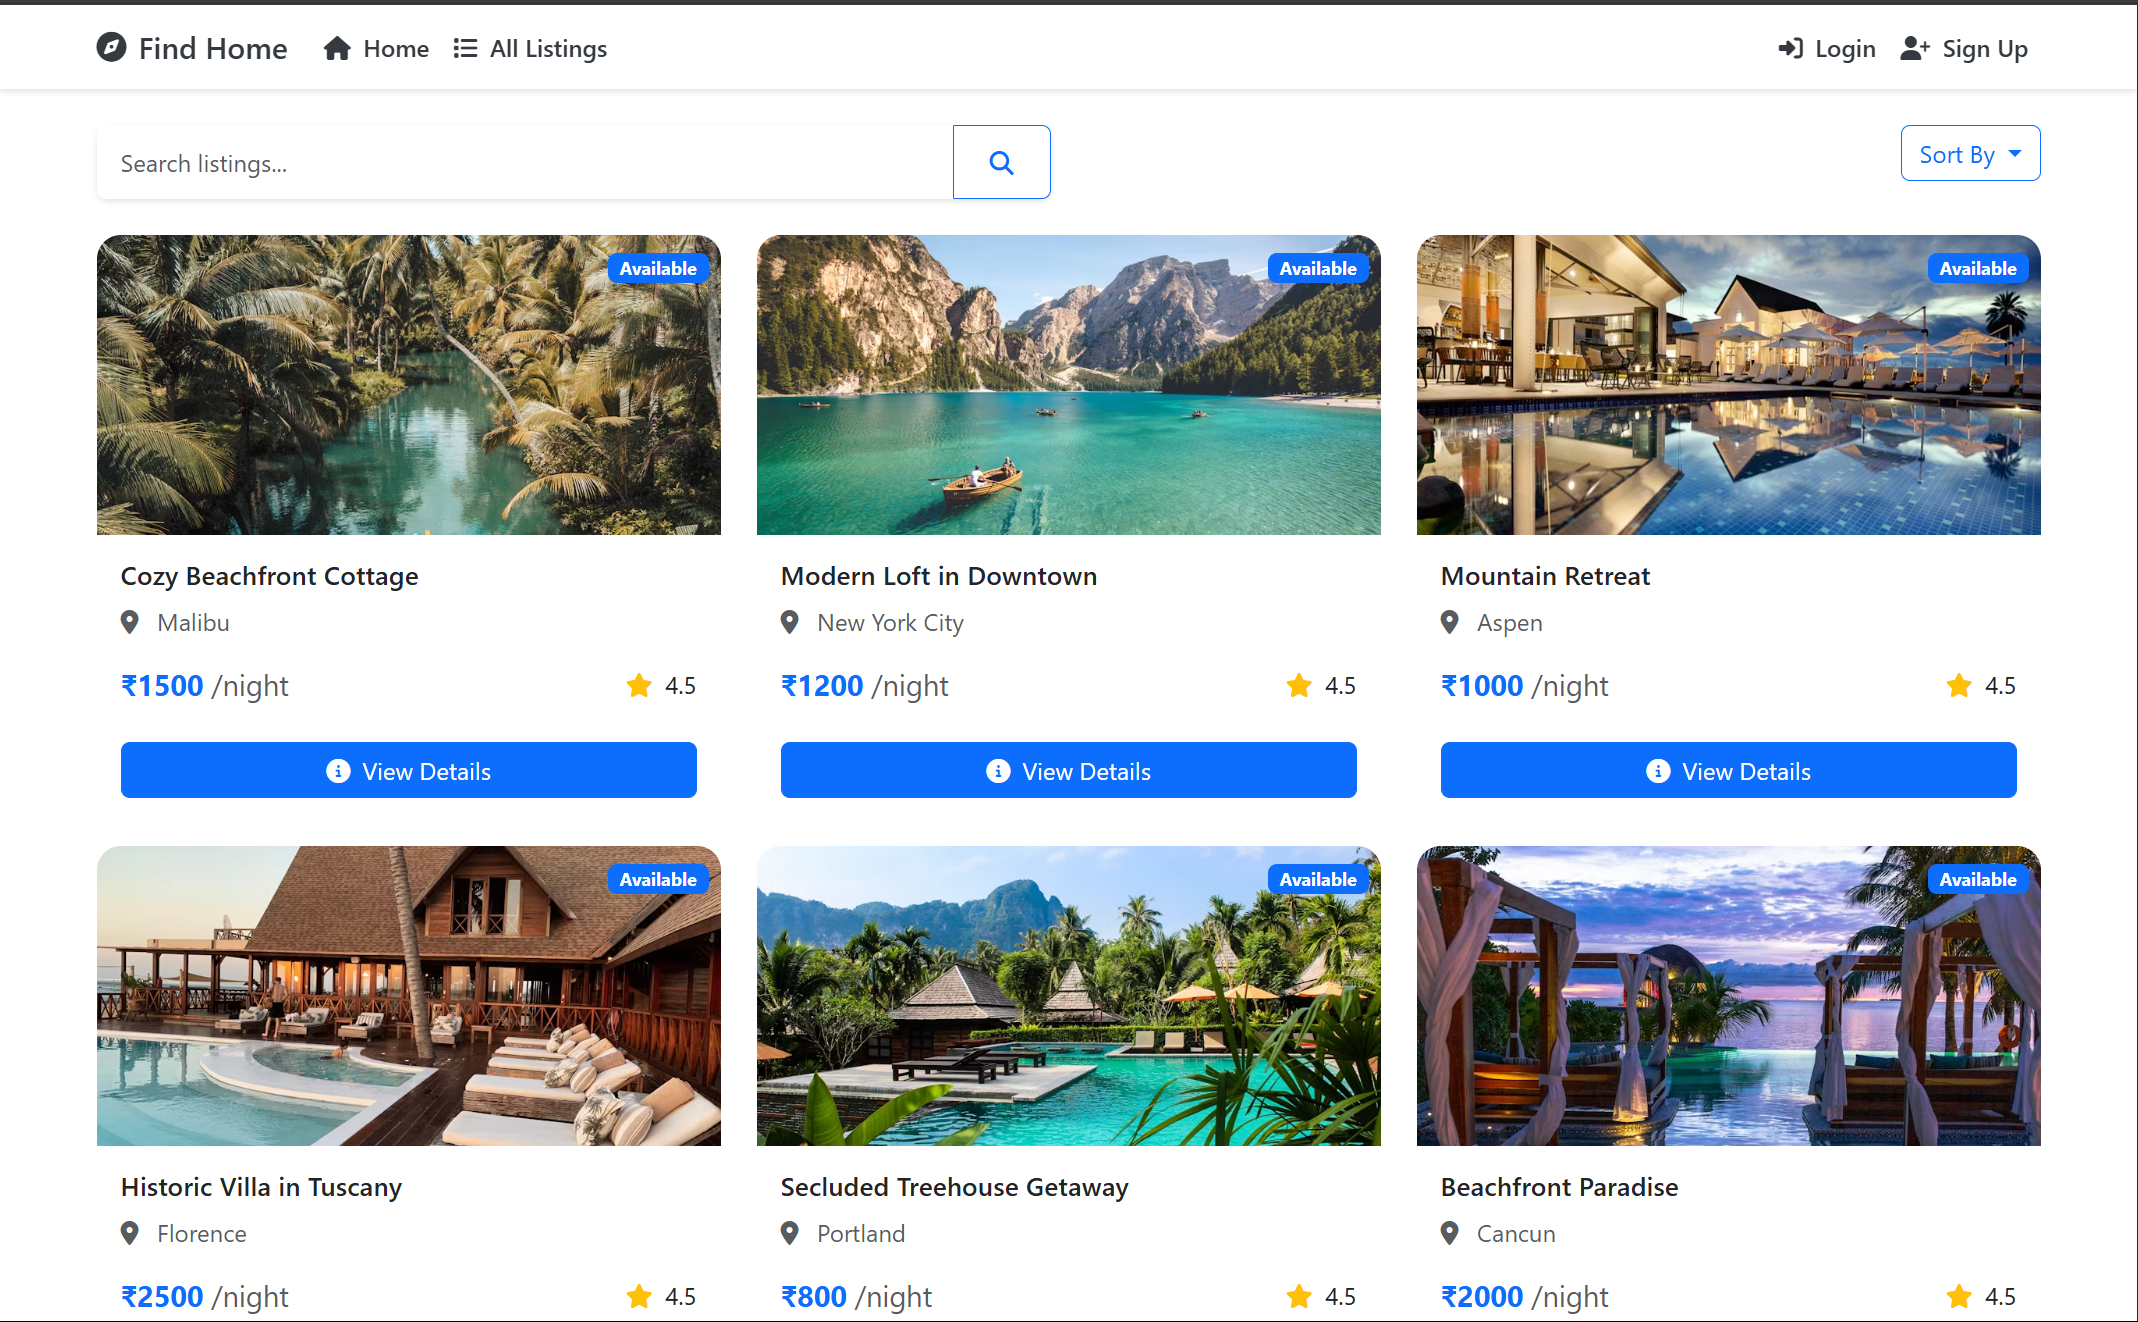 Find Home Home All Listings Login Sign Up
Search listings... Sort By
Available Available Available
Cozy Beachfront Cottage Modern Loft in Downtown Mountain Retreat
Malibu New York City Aspen
₹1500 /night 4.5 ₹1200 /night 4.5 ₹1000 /night 4.5
View Details View Details View Details
Available Available Available
Historic Villa in Tuscany Secluded Treehouse Getaway Beachfront Paradise
Florence Portland Cancun
₹2500 /night 4.5 ₹800 /night 4.5 ₹2000 /night 4.5